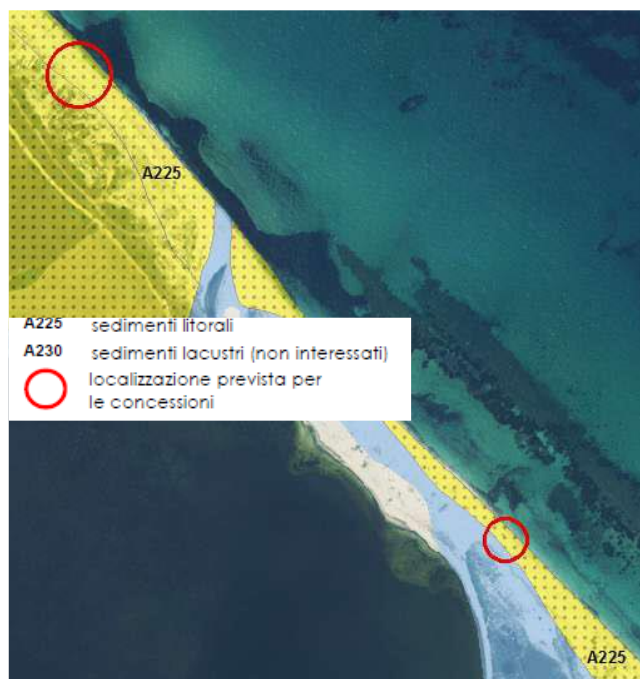 A225
A225 sedimenti litorali
A230 sedimenti lacustri (non interessati)
localizzazione prevista per
le concessioni
A225